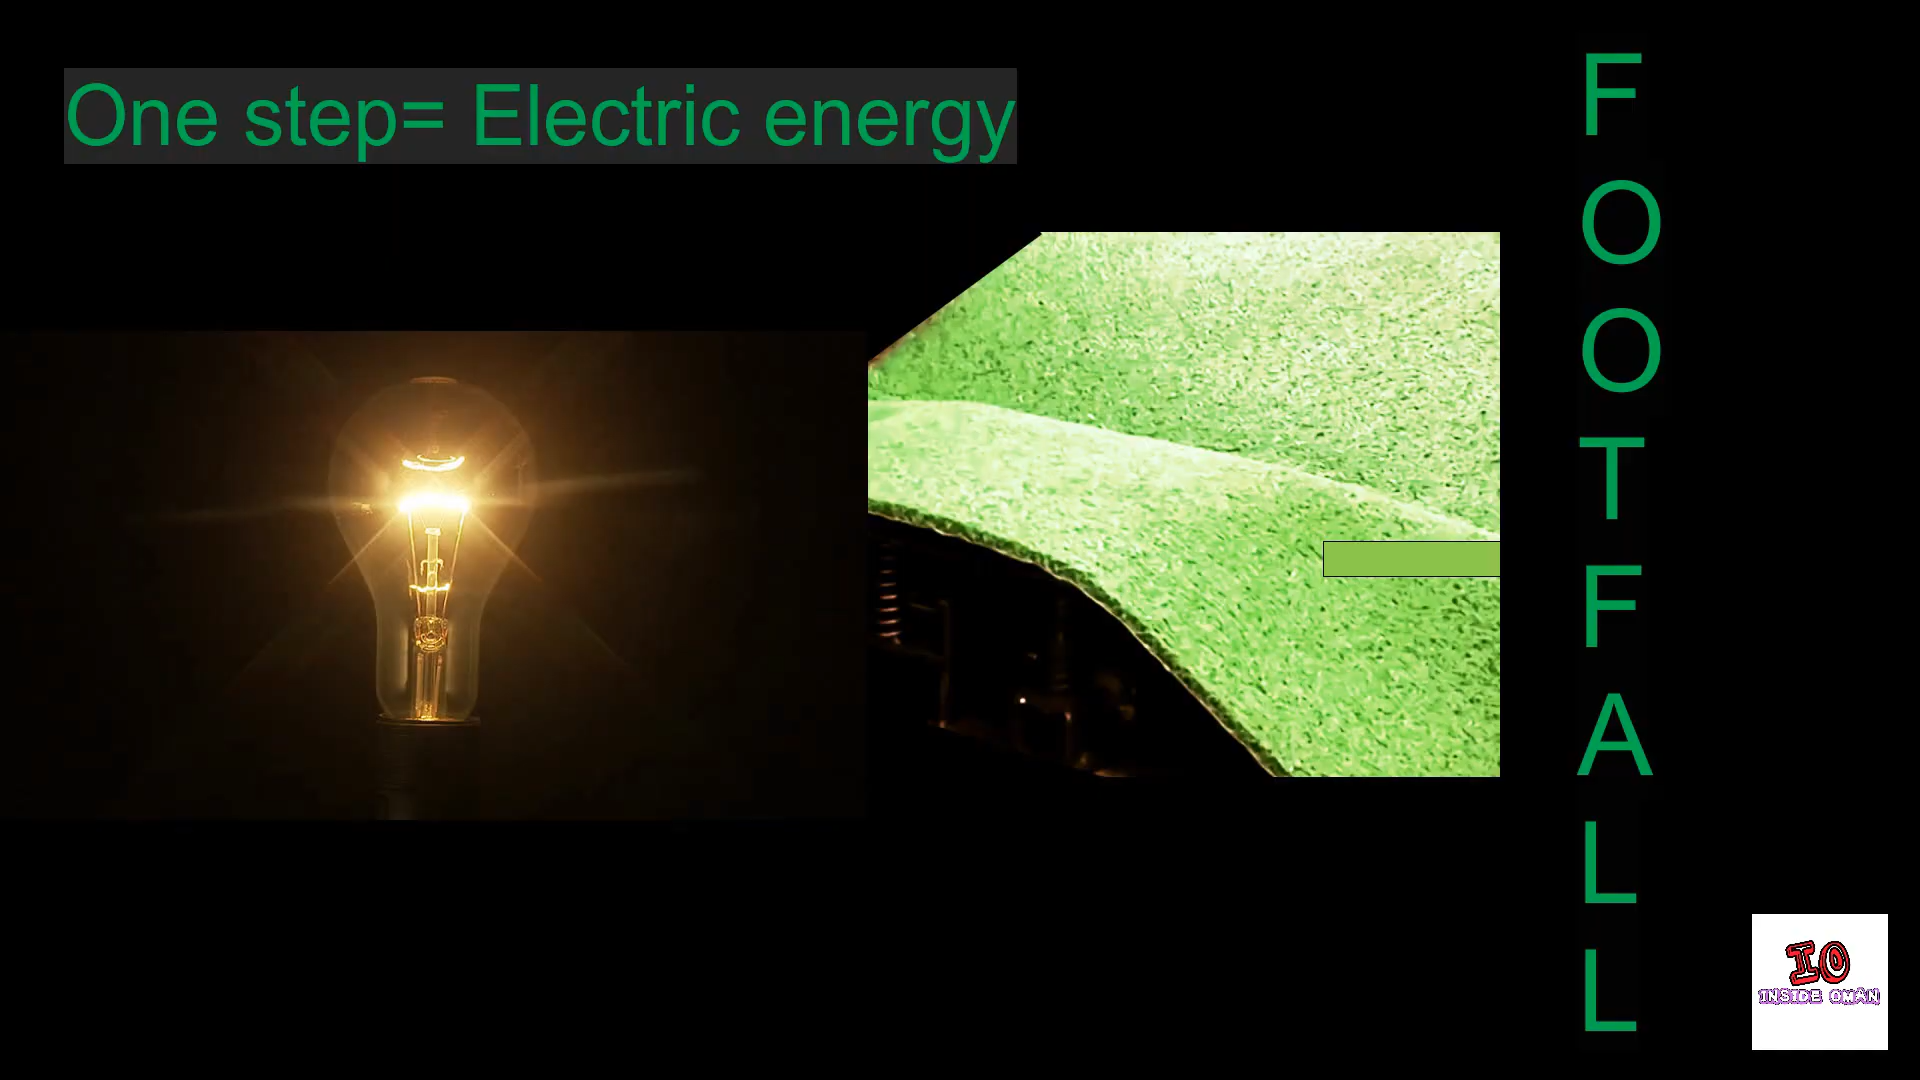 One step= Electric energy
F
O
O
T
F
A
L
L
IO
INSIDE OMAN